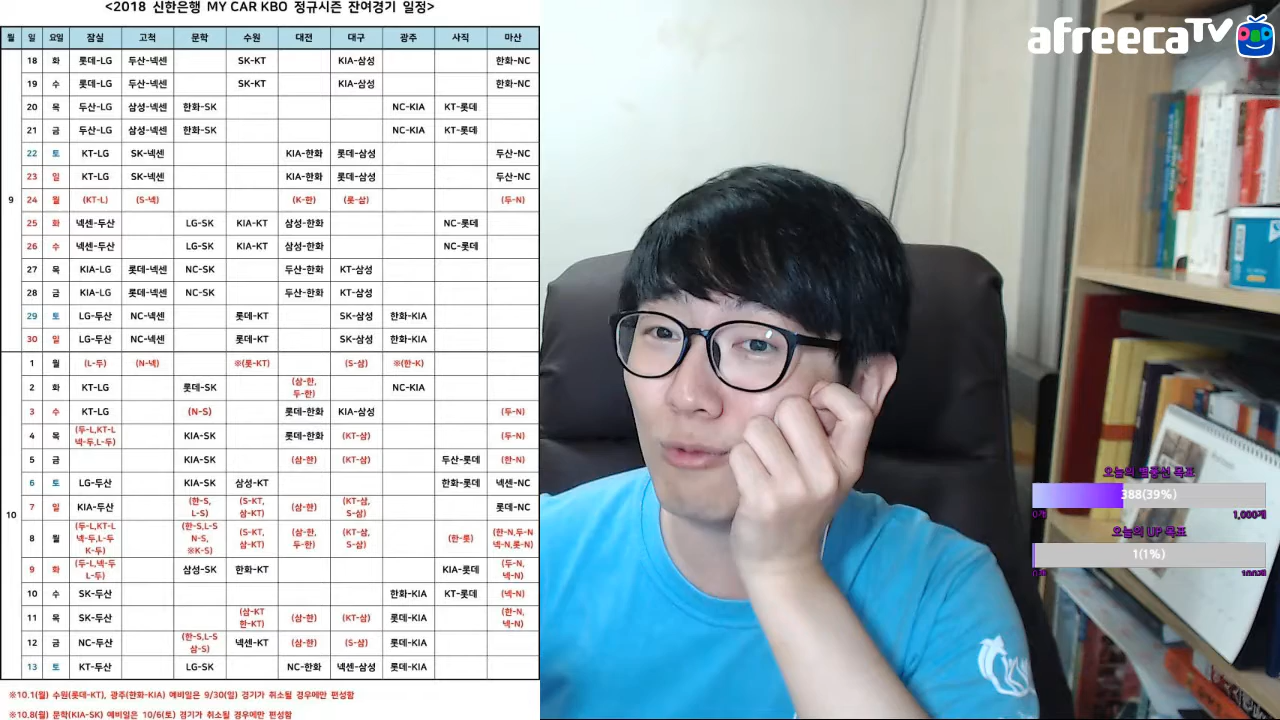 <2018 신한은행 MY CAR KBO 정규시즌 잔여경기 일정>
월 일 요일 잠실 고척 문학 수원 대전 대구 광주 사직 마산
9
18 화 롯데-LG 두산-넥센 SK-KT KIA-삼성 한화-NC
19 수 롯데-LG 두산-넥센 SK-KT KIA-삼성 한화-NC
20 목 두산-LG 삼성-넥센 한화-SK NC-KIA KT-롯데
21 금 두산-LG 삼성-넥센 한화-SK NC-KIA KT-롯데
22 토 KT-LG SK-넥센 KIA-한화 롯데-삼성 두산-NC
23 일 KT-LG SK-넥센 KIA-한화 롯데-삼성 두산-NC
24 월 (KT-L) (S-넥) (K-한) (롯-삼) (두-N)
25 화 넥센-두산 LG-SK KIA-KT 삼성-한화 NC-롯데
26 수 넥센-두산 LG-SK KIA-KT 삼성-한화 NC-롯데
27 목 KIA-LG 롯데-넥센 NC-SK 두산-한화 KT-삼성
28 금 KIA-LG 롯데-넥센 NC-SK 두산-한화 KT-삼성
29 토 LG-두산 NC-넥센 롯데-KT SK-삼성 한화-KIA
30 일 LG-두산 NC-넥센 롯데-KT SK-삼성 한화-KIA
10
1 월 (L-두) (N-넥) ※(롯-KT) (S-삼) ※(한-K)
2 화 KT-LG 롯데-SK (삼-한, 두-한) NC-KIA
3 수 KT-LG (N-S) 롯데-한화 KIA-삼성 (두-N)
4 목 (두-L,KT-L 넥-두,L-두) KIA-SK 롯데-한화 (KT-삼) (두-N)
5 금 KIA-SK (삼-한) (KT-삼) 두산-롯데 (한-N)
6 토 LG-두산 KIA-SK 삼성-KT 한화-롯데 넥센-NC
7 일 KIA-두산 (한-S, L-S) (S-KT, 삼-KT) (삼-한) (KT-삼, S-삼) 롯데-NC
8 월 (두-L,KT-L 넥-두,L-두 K-두) (한-S,L-S N-S, ※K-S) (S-KT, 삼-KT) (삼-한, 두-한) (KT-삼, S-삼) (한-롯) (한-N,두-N 넥-N,롯-N)
9 화 (두-L,넥-두 L-두) 삼성-SK 한화-KT KIA-롯데 (두-N, 넥-N)
10 수 SK-두산 한화-KIA KT-롯데 (넥-N)
11 목 SK-두산 (삼-KT 한-KT) (삼-한) (KT-삼) 롯데-KIA (한-N, 넥-N)
12 금 NC-두산 (한-S,L-S 삼-S) 넥센-KT (삼-한) (S-삼) 롯데-KIA
13 토 KT-두산 LG-SK NC-한화 넥센-삼성 롯데-KIA
※10.1(월) 수원(롯데-KT), 광주(한화-KIA) 예비일은 9/30(일) 경기가 취소될 경우에만 편성함
※10.8(월) 문학(KIA-SK) 예비일은 10/6(토) 경기가 취소될 경우에만 편성함
afreecaTV
오늘의 별풍선 목표
388(39%)
0개 1,000개
오늘의 UP 목표
1(1%)
0개 100개